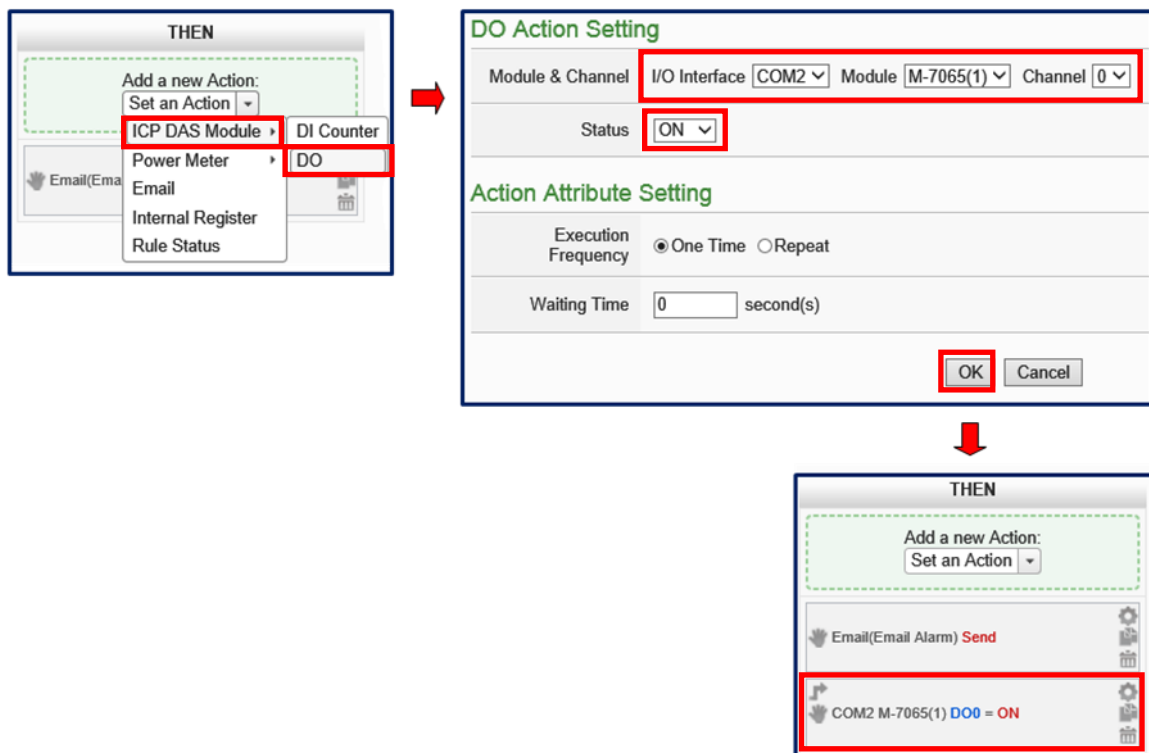 THEN
Add a new Action:
Set an Action
ICP DAS Module
DI Counter
Power Meter
DO
Email(Ema
Email
Internal Register
Rule Status
DO Action Setting
Module & Channel I/O Interface COM2 Module M-7065(1) Channel 0
Status ON
Action Attribute Setting
Execution
Frequency
One Time Repeat
Waiting Time 0 second(s)
OK Cancel
THEN
Add a new Action:
Set an Action
Email(Email Alarm) Send
COM2 M-7065(1) DO0 = ON